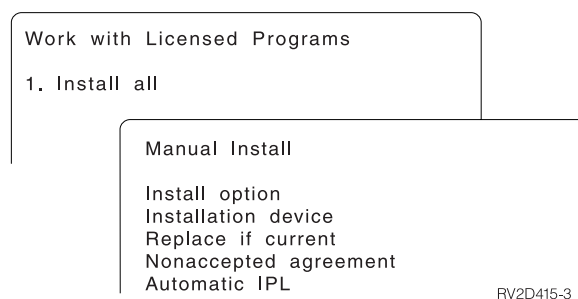 Work with Licensed Programs
1. Install all
Manual Install
Install option
Installation device
Replace if current
Nonaccepted agreement
Automatic IPL
RV2D415-3